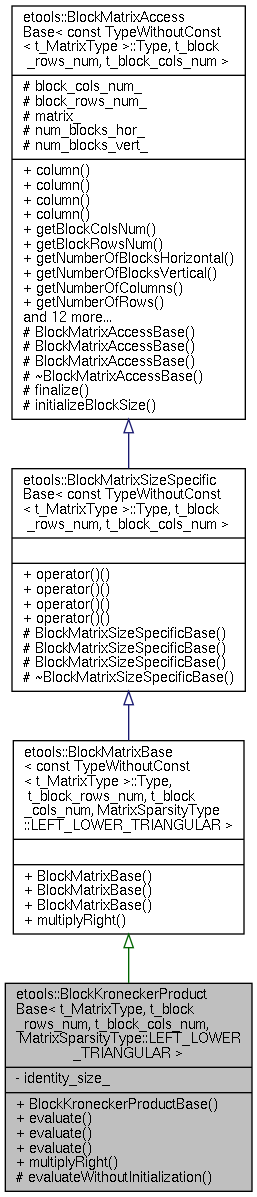 etools::BlockMatrixAccess
Base< const TypeWithoutConst
< t_MatrixType >::Type, t_block
_rows_num, t_block_cols_num >
# block_cols_num_
# block_rows_num_
# matrix_
# num_blocks_hor_
# num_blocks_vert_
+ column()
+ column()
+ column()
+ column()
+ getBlockColsNum()
+ getBlockRowsNum()
+ getNumberOfBlocksHorizontal()
+ getNumberOfBlocksVertical()
+ getNumberOfColumns()
+ getNumberOfRows()
and 12 more...
# BlockMatrixAccessBase()
# BlockMatrixAccessBase()
# BlockMatrixAccessBase()
# ~BlockMatrixAccessBase()
# finalize()
# initializeBlockSize()
etools::BlockMatrixSizeSpecific
Base< const TypeWithoutConst
< t_MatrixType >::Type, t_block
_rows_num, t_block_cols_num >
+ operator()()
+ operator()()
+ operator()()
+ operator()()
# BlockMatrixSizeSpecificBase()
# BlockMatrixSizeSpecificBase()
# BlockMatrixSizeSpecificBase()
# ~BlockMatrixSizeSpecificBase()
etools::BlockMatrixBase
< const TypeWithoutConst
< t_MatrixType >::Type,
t_block_rows_num, t_block
_cols_num, MatrixSparsityType
::LEFT_LOWER_TRIANGULAR >
+ BlockMatrixBase()
+ BlockMatrixBase()
+ BlockMatrixBase()
+ multiplyRight()
etools::BlockKroneckerProduct
Base< t_MatrixType, t_block
_rows_num, t_block_cols_num,
MatrixSparsityType::LEFT_LOWER
_TRIANGULAR >
- identity_size_
+ BlockKroneckerProductBase()
+ evaluate()
+ evaluate()
+ evaluate()
+ multiplyRight()
# evaluateWithoutInitialization()